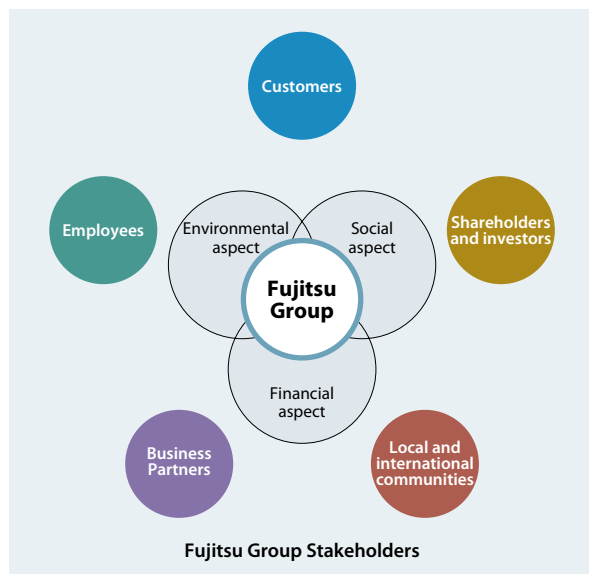 Customers
Employees
Environmental
aspect
Social
aspect
Shareholders
and investors
Fujitsu
Group
Financial
aspect
Business
Partners
Local and
international
communities
Fujitsu Group Stakeholders